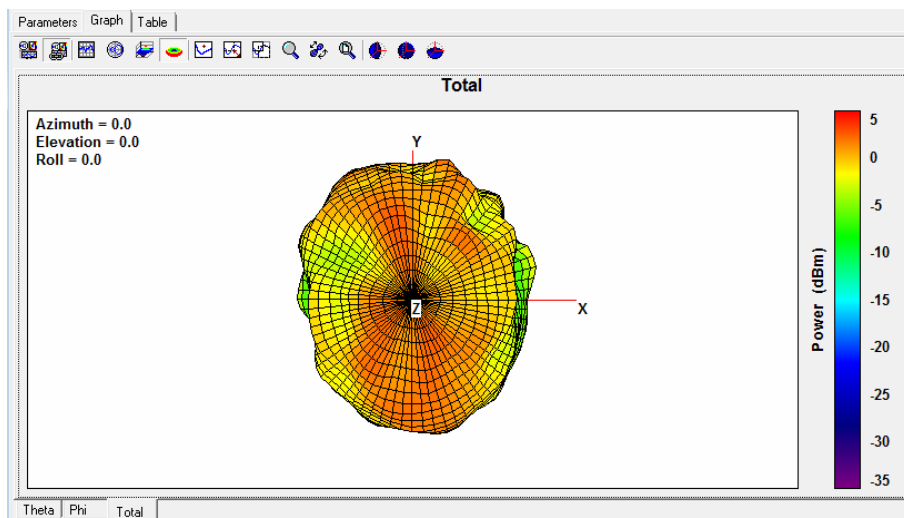 Parameters Graph Table
Total
Azimuth = 0.0
Elevation = 0.0
Roll = 0.0
Y
X
Z
5
0
-5
-10
-15
-20
-25
-30
-35
Power (dBm)
Theta Phi Total